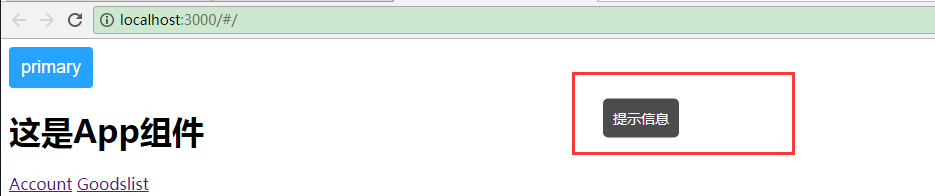 localhost:3000/#/
primary
提示信息
这是App组件
Account Goodslist